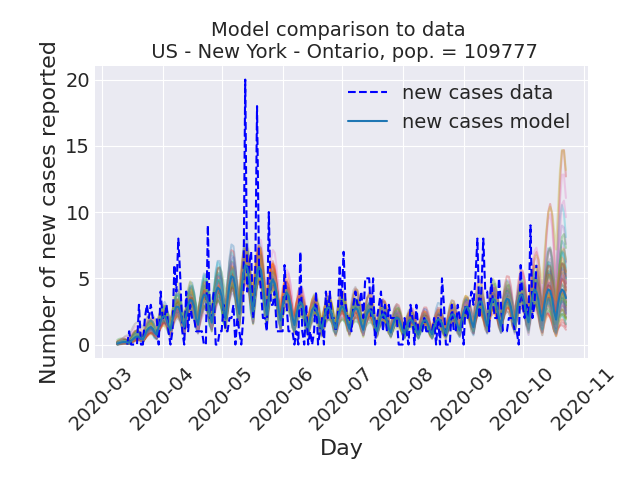 Model comparison to data
US - New York - Ontario, pop. = 109777
Number of new cases reported
20
15
10
5
0
new cases data
new cases model
2020-03
2020-04
2020-05
2020-06
2020-07
2020-08
2020-09
2020-10
2020-11
Day